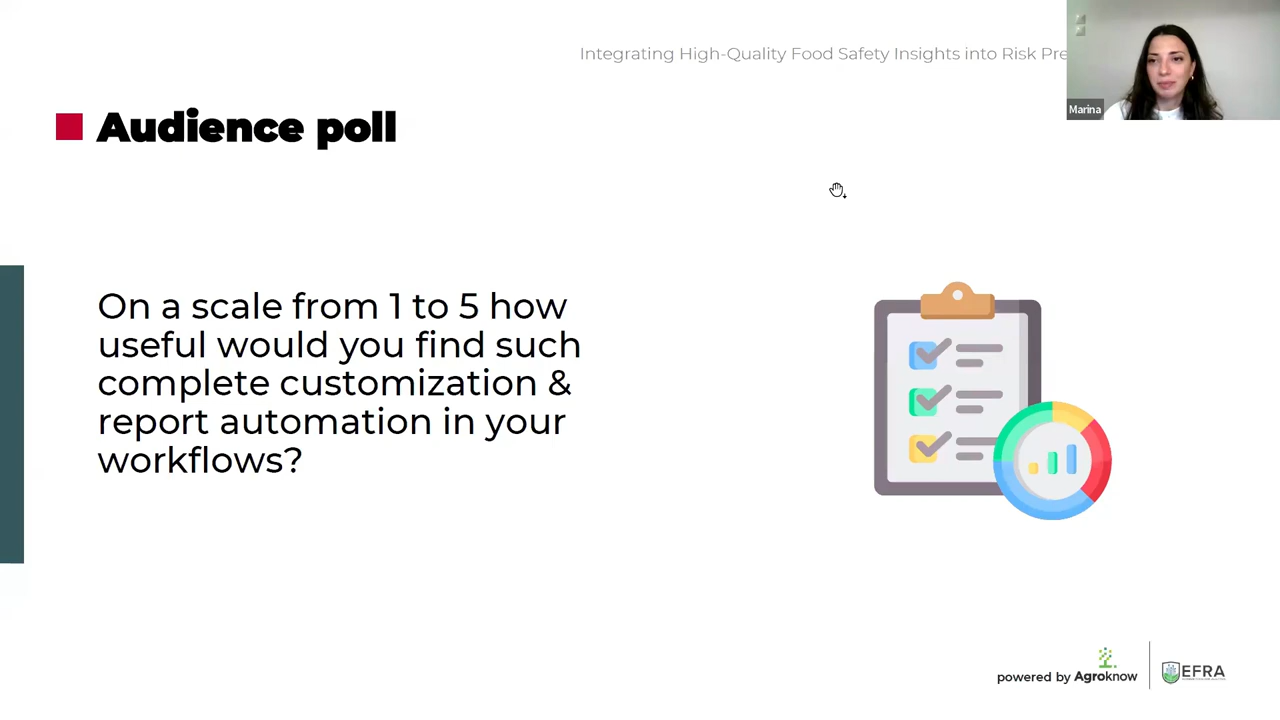 Integrating High-Quality Food Safety Insights into Risk Pre
Marina
Audience poll
On a scale from 1 to 5 how
useful would you find such
complete customization &
report automation in your
workflows?
powered by Agroknow
EFRA